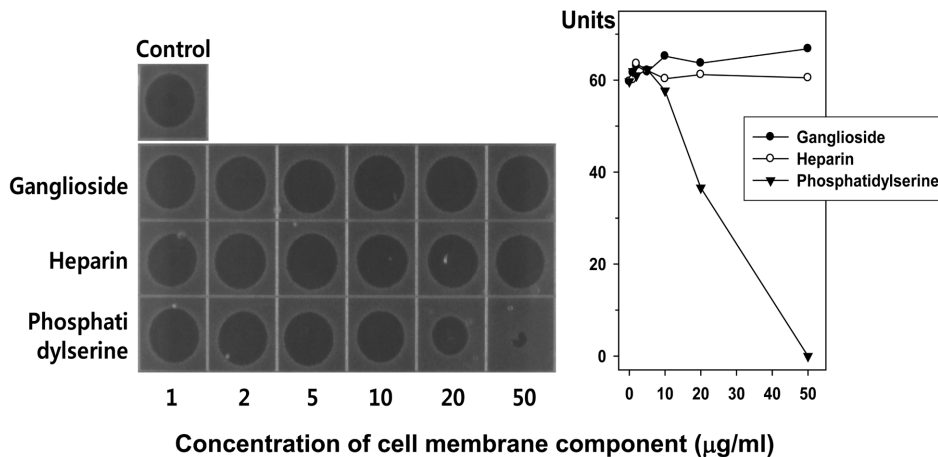 Control
Ganglioside
Heparin
Phosphati
dylserine
1 2 5 10 20 50
Units
60
40
20
0
0 10 20 30 40 50
Ganglioside
Heparin
Phosphatidylserine
Concentration of cell membrane component (μg/ml)